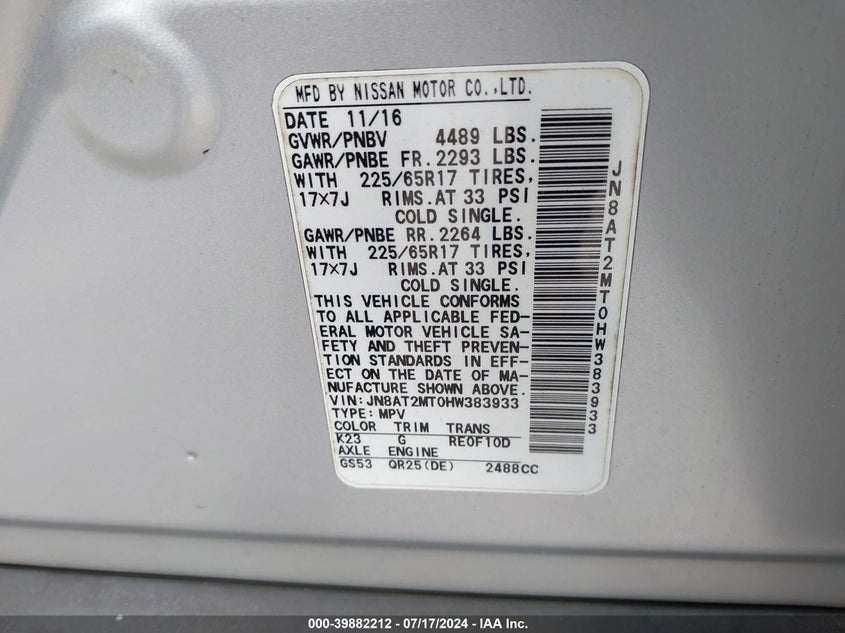 MFD BY NISSAN MOTOR CO.,LTD.
DATE 11/16
GVWR/PNBV 4489 LBS.
GAWR/PNBE FR. 2293 LBS.
WITH 225/65R17 TIRES,
17×7J RIMS.AT 33 PSI
COLD SINGLE.
GAWR/PNBE RR. 2264 LBS.
WITH 225/65R17 TIRES,
17×7J RIMS.AT 33 PSI
COLD SINGLE.
THIS VEHICLE CONFORMS
TO ALL APPLICABLE FED-
ERAL MOTOR VEHICLE SA-
FETY AND THEFT PREVEN-
TION STANDARDS IN EFF-
ECT ON THE DATE OF MA-
NUFACTURE SHOWN ABOVE.
VIN:JN8AT2MT0HW383933
TYPE:MPV
COLOR TRIM TRANS
K23 G RE0F10D
AXLE ENGINE
GS53 QR25(DE) 2488CC
JN8AT2MT0HW383933
000-39882212 - 07/17/2024 - IAA Inc.